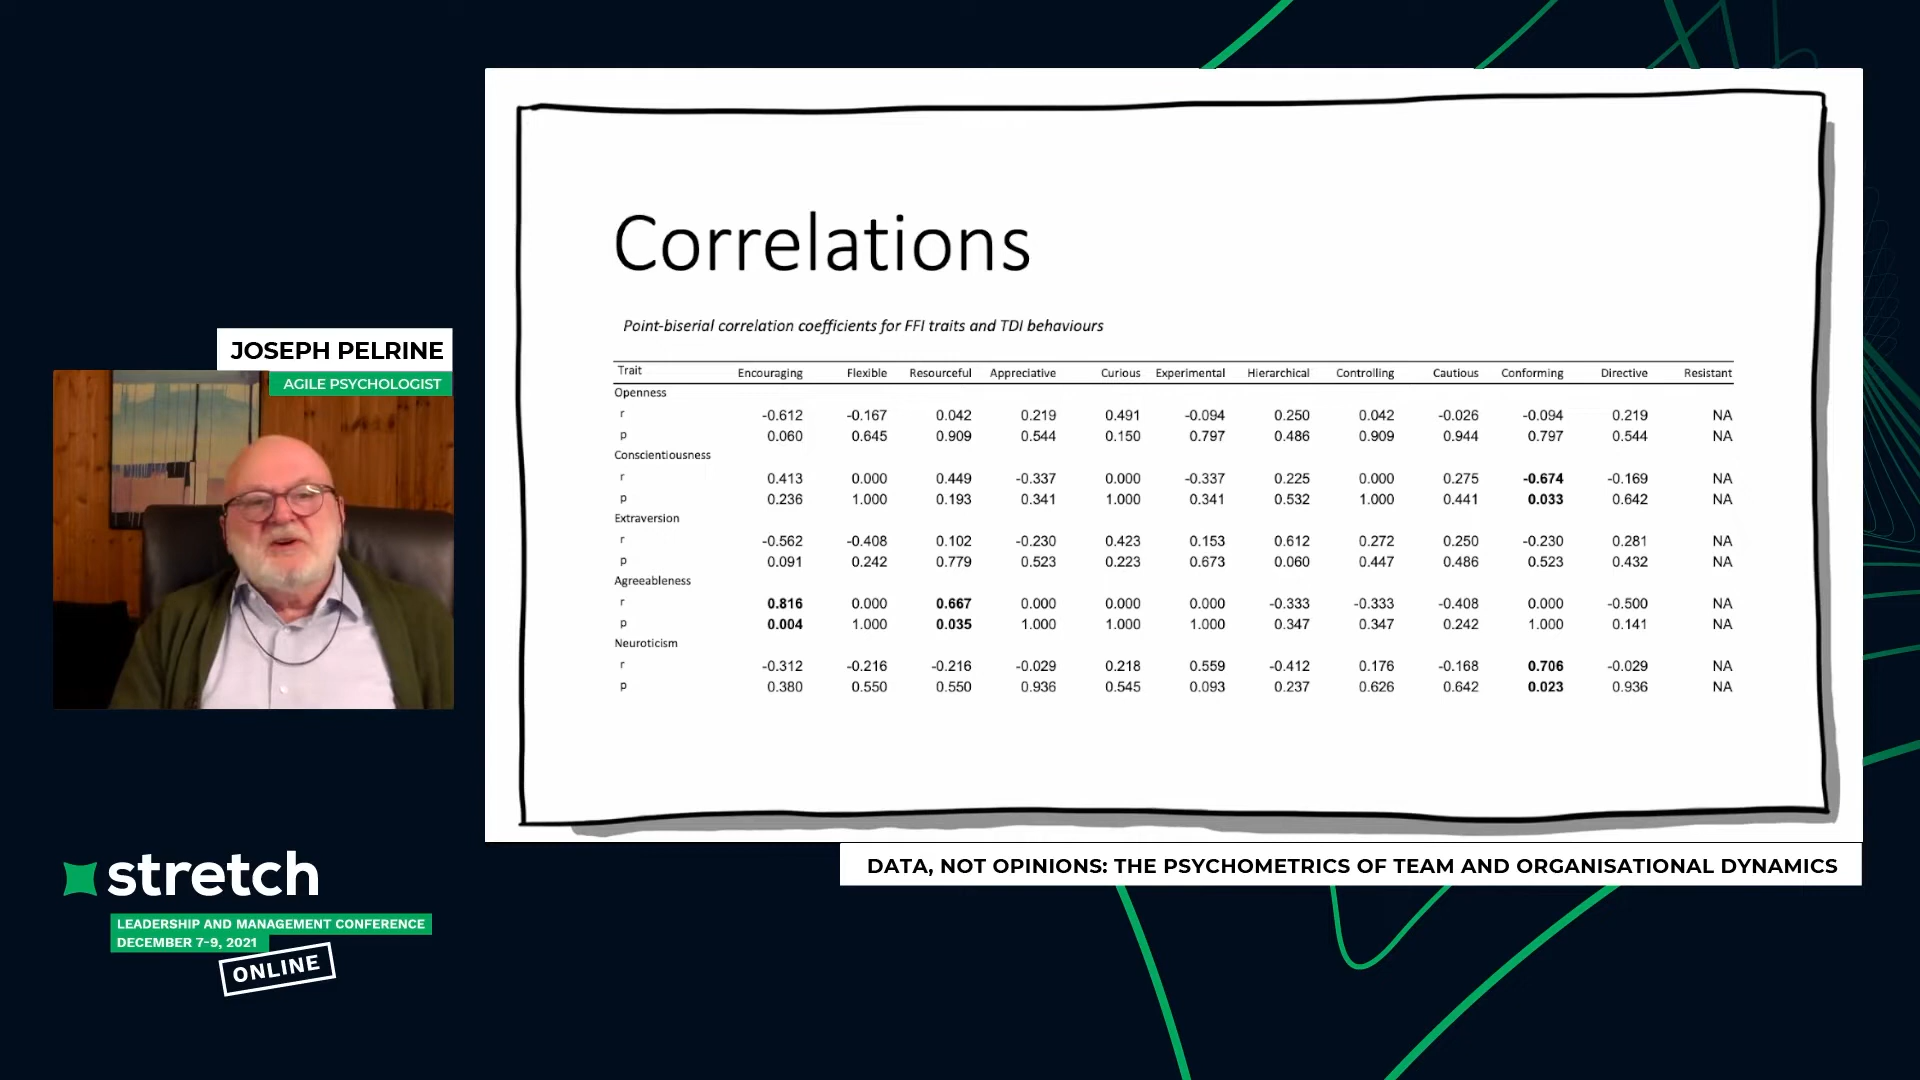 JOSEPH PELRINE
AGILE PSYCHOLOGIST
Correlations
Point-biserial correlation coefficients for FFI traits and TDI behaviours
Trait Encouraging Flexible Resourceful Appreciative Curious Experimental Hierarchical Controlling Cautious Conforming Directive Resistant
Openness
r -0.612 -0.167 0.042 0.219 0.491 -0.094 0.250 0.042 -0.026 -0.094 0.219 NA
p 0.060 0.645 0.909 0.544 0.150 0.797 0.486 0.909 0.944 0.797 0.544 NA
Conscientiousness
r 0.413 0.000 0.449 -0.337 0.000 -0.337 0.225 0.000 0.275 -0.674 -0.169 NA
p 0.236 1.000 0.193 0.341 1.000 0.341 0.532 1.000 0.441 0.033 0.642 NA
Extraversion
r -0.562 -0.408 0.102 -0.230 0.423 0.153 0.612 0.272 0.250 -0.230 0.281 NA
p 0.091 0.242 0.779 0.523 0.223 0.673 0.060 0.447 0.486 0.523 0.432 NA
Agreeableness
r 0.816 0.000 0.667 0.000 0.000 0.000 -0.333 -0.333 -0.408 0.000 -0.500 NA
p 0.004 1.000 0.035 1.000 1.000 1.000 0.347 0.347 0.242 1.000 0.141 NA
Neuroticism
r -0.312 -0.216 -0.216 -0.029 0.218 0.559 -0.412 0.176 -0.168 0.706 -0.029 NA
p 0.380 0.550 0.550 0.936 0.545 0.093 0.237 0.626 0.642 0.023 0.936 NA
DATA, NOT OPINIONS: THE PSYCHOMETRICS OF TEAM AND ORGANISATIONAL DYNAMICS
stretch
LEADERSHIP AND MANAGEMENT CONFERENCE
DECEMBER 7-9, 2021
ONLINE